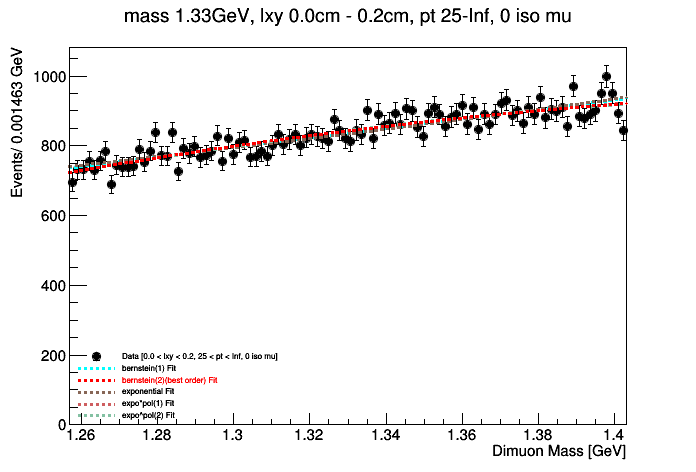 mass 1.33GeV, lxy 0.0cm - 0.2cm, pt 25-Inf, 0 iso mu
Events/ 0.001463 GeV
1000
800
600
400
200
0
Data [0.0 < lxy < 0.2, 25 < pt < Inf, 0 iso mu]
bernstein(1) Fit
bernstein(2)(best order) Fit
exponential Fit
expo*pol(1) Fit
expo*pol(2) Fit
1.26 1.28 1.3 1.32 1.34 1.36 1.38 1.4
Dimuon Mass [GeV]